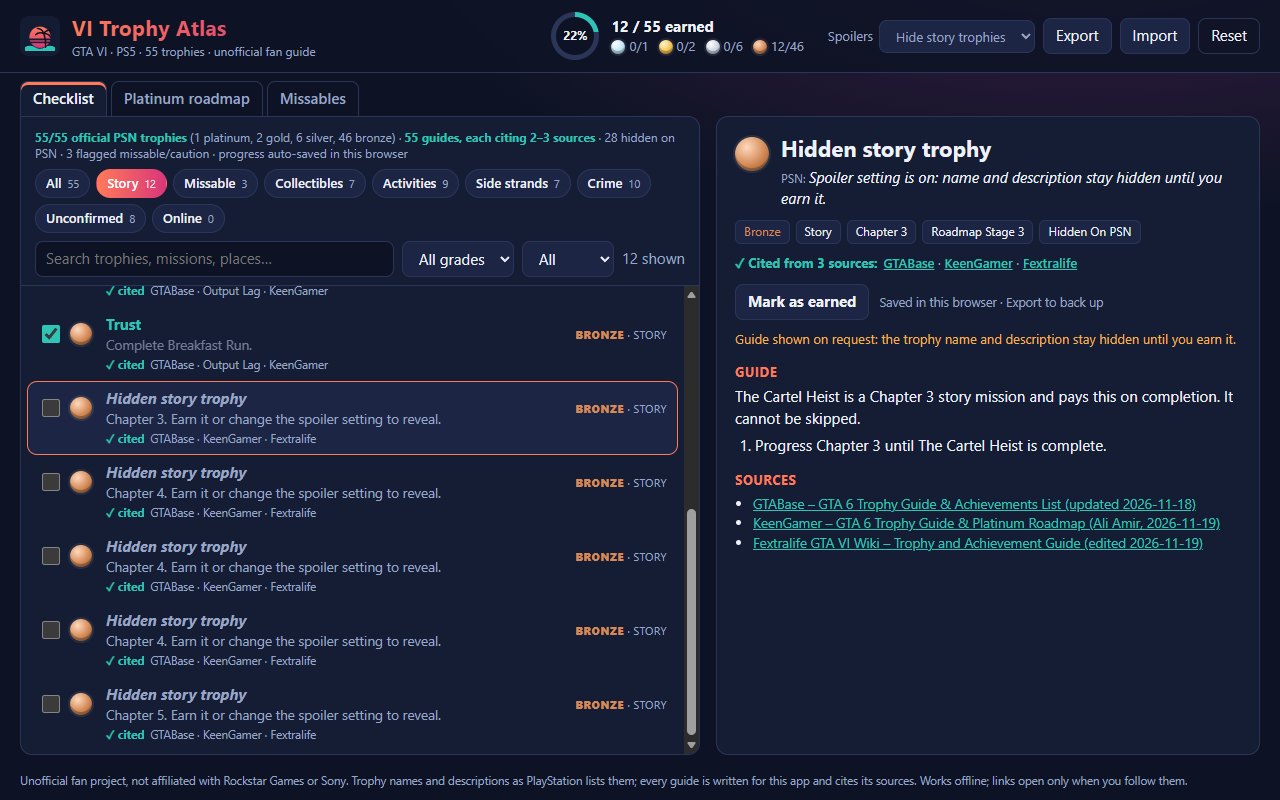 VI Trophy Atlas
GTA VI · PS5 · 55 trophies · unofficial fan guide
22%
12 / 55 earned
0/1 0/2 0/6 12/46
Spoilers Hide story trophies Export Import Reset
Checklist Platinum roadmap Missables
55/55 official PSN trophies (1 platinum, 2 gold, 6 silver, 46 bronze) · 55 guides, each citing 2–3 sources · 28 hidden on
PSN · 3 flagged missable/caution · progress auto-saved in this browser
All 55 Story 12 Missable 3 Collectibles 7 Activities 9 Side strands 7 Crime 10
Unconfirmed 8 Online 0
Search trophies, missions, places... All grades All 12 shown
✓ cited GTABase · Output Lag · KeenGamer
Trust
Complete Breakfast Run.
BRONZE · STORY
✓ cited GTABase · Output Lag · KeenGamer
Hidden story trophy
Chapter 3. Earn it or change the spoiler setting to reveal.
BRONZE · STORY
✓ cited GTABase · KeenGamer · Fextralife
Hidden story trophy
Chapter 4. Earn it or change the spoiler setting to reveal.
BRONZE · STORY
✓ cited GTABase · KeenGamer · Fextralife
Hidden story trophy
Chapter 4. Earn it or change the spoiler setting to reveal.
BRONZE · STORY
✓ cited GTABase · KeenGamer · Fextralife
Hidden story trophy
Chapter 4. Earn it or change the spoiler setting to reveal.
BRONZE · STORY
✓ cited GTABase · KeenGamer · Fextralife
Hidden story trophy
Chapter 5. Earn it or change the spoiler setting to reveal.
BRONZE · STORY
✓ cited GTABase · KeenGamer · Fextralife
Hidden story trophy
PSN: Spoiler setting is on: name and description stay hidden until you
earn it.
Bronze Story Chapter 3 Roadmap Stage 3 Hidden On PSN
✓ Cited from 3 sources: GTABase · KeenGamer · Fextralife
Mark as earned Saved in this browser · Export to back up
Guide shown on request: the trophy name and description stay hidden until you earn it.
GUIDE
The Cartel Heist is a Chapter 3 story mission and pays this on completion. It
cannot be skipped.
1. Progress Chapter 3 until The Cartel Heist is complete.
SOURCES
• GTABase – GTA 6 Trophy Guide & Achievements List (updated 2026-11-18)
• KeenGamer – GTA 6 Trophy Guide & Platinum Roadmap (Ali Amir, 2026-11-19)
• Fextralife GTA VI Wiki – Trophy and Achievement Guide (edited 2026-11-19)
Unofficial fan project, not affiliated with Rockstar Games or Sony. Trophy names and descriptions as PlayStation lists them; every guide is written for this app and cites its sources. Works offline; links open only when you follow them.